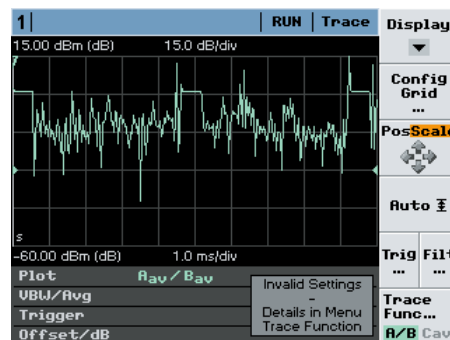 1 RUN Trace
15.00 dBm (dB) 15.0 dB/div
s
-60.00 dBm (dB) 1.0 ms/div
Plot Aav/Bav
VBW/Avg
Trigger
Offset/dB
Invalid Settings
-
Details in Menu
Trace Function
Display
Config
Grid
...
Pos Scale
Auto
Trig Filt
... ...
Trace
Func...
A/B Cav